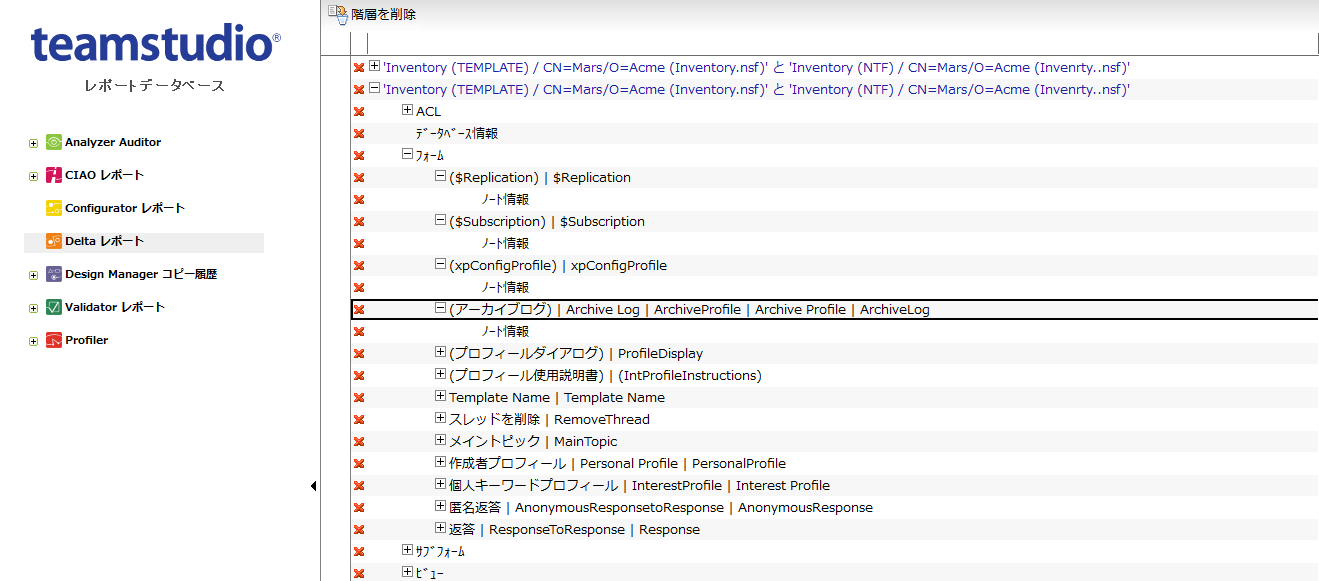 teamstudio®
レポートデータベース
Analyzer Auditor
CIAO レポート
Configurator レポート
Delta レポート
Design Manager コピー履歴
Validator レポート
Profiler
階層を削除
'Inventory (TEMPLATE) / CN=Mars/O=Acme (Inventory.nsf)' と 'Inventory (NTF) / CN=Mars/O=Acme (Invenrty..nsf)'
'Inventory (TEMPLATE) / CN=Mars/O=Acme (Inventory.nsf)' と 'Inventory (NTF) / CN=Mars/O=Acme (Invenrty..nsf)'
ACL
ﾃﾞｰﾀﾍﾞｰｽ情報
ﾌｫｰﾑ
($Replication) | $Replication
ﾉｰﾄ情報
($Subscription) | $Subscription
ﾉｰﾄ情報
(xpConfigProfile) | xpConfigProfile
ﾉｰﾄ情報
(アーカイブログ) | Archive Log | ArchiveProfile | Archive Profile | ArchiveLog
ﾉｰﾄ情報
(プロフィールダイアログ) | ProfileDisplay
(プロフィール使用説明書) | (IntProfileInstructions)
Template Name | Template Name
スレッドを削除 | RemoveThread
メイントピック | MainTopic
作成者プロフィール | Personal Profile | PersonalProfile
個人キーワードプロフィール | InterestProfile | Interest Profile
匿名返答 | AnonymousResponsetoResponse | AnonymousResponse
返答 | ResponseToResponse | Response
ｻﾌﾞﾌｫｰﾑ
ﾋﾞｭｰ